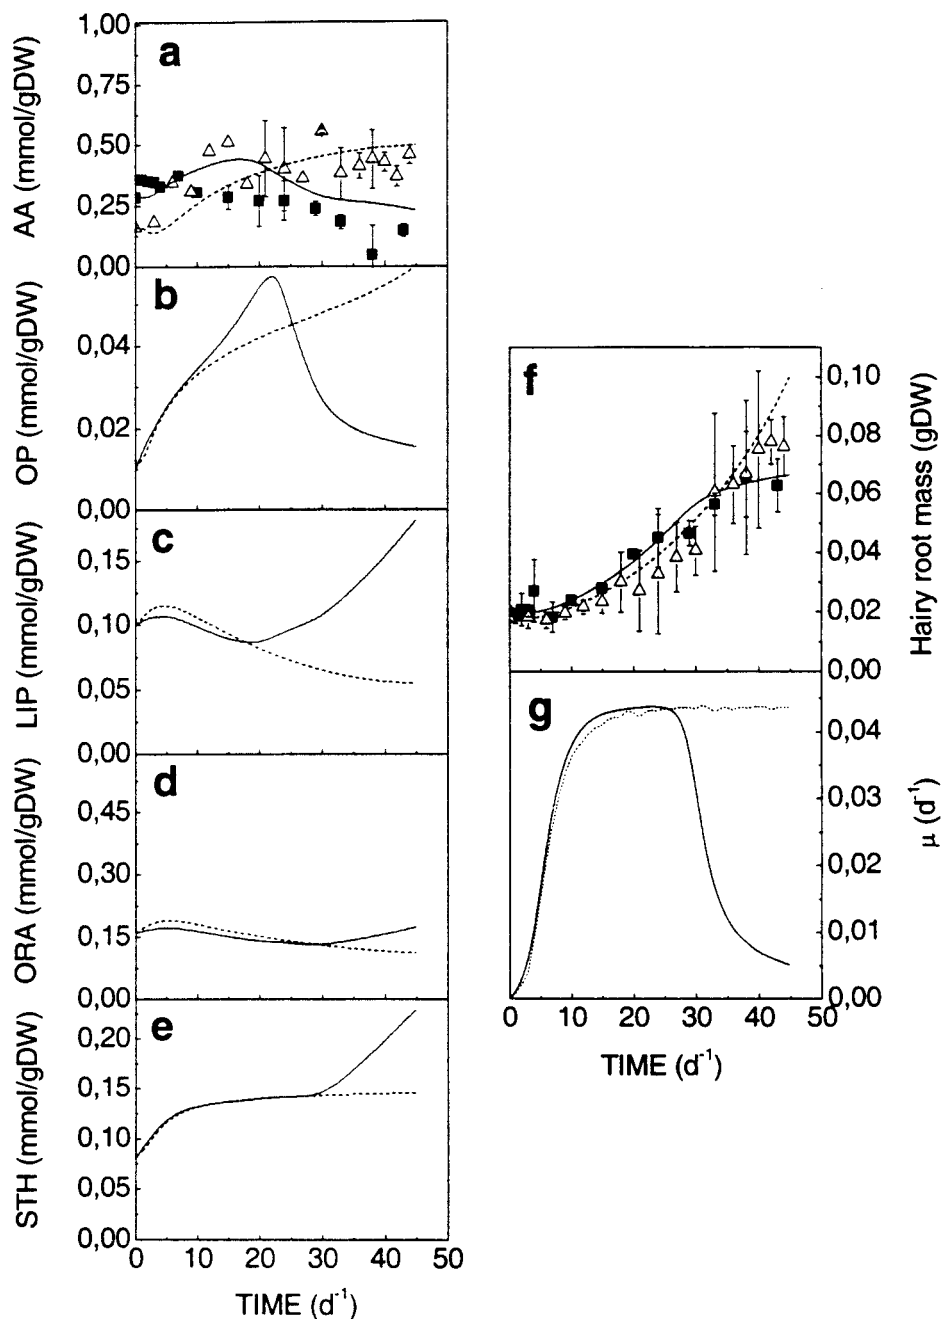 AA (mmol/gDW)
1,00
0,75
0,50
0,25
0,00
a
OP (mmol/gDW)
0,04
0,02
0,00
b
LIP (mmol/gDW)
0,15
0,10
0,05
0,00
c
ORA (mmol/gDW)
0,45
0,30
0,15
0,00
d
STH (mmol/gDW)
0,20
0,15
0,10
0,05
0,00
e
0 10 20 30 40 50
TIME (d-1)
f
0,10
0,08
0,06
0,04
0,02
0,00
Hairy root mass (gDW)
g
0,04
0,03
0,02
0,01
0,00
μ (d-1)
0 10 20 30 40 50
TIME (d-1)